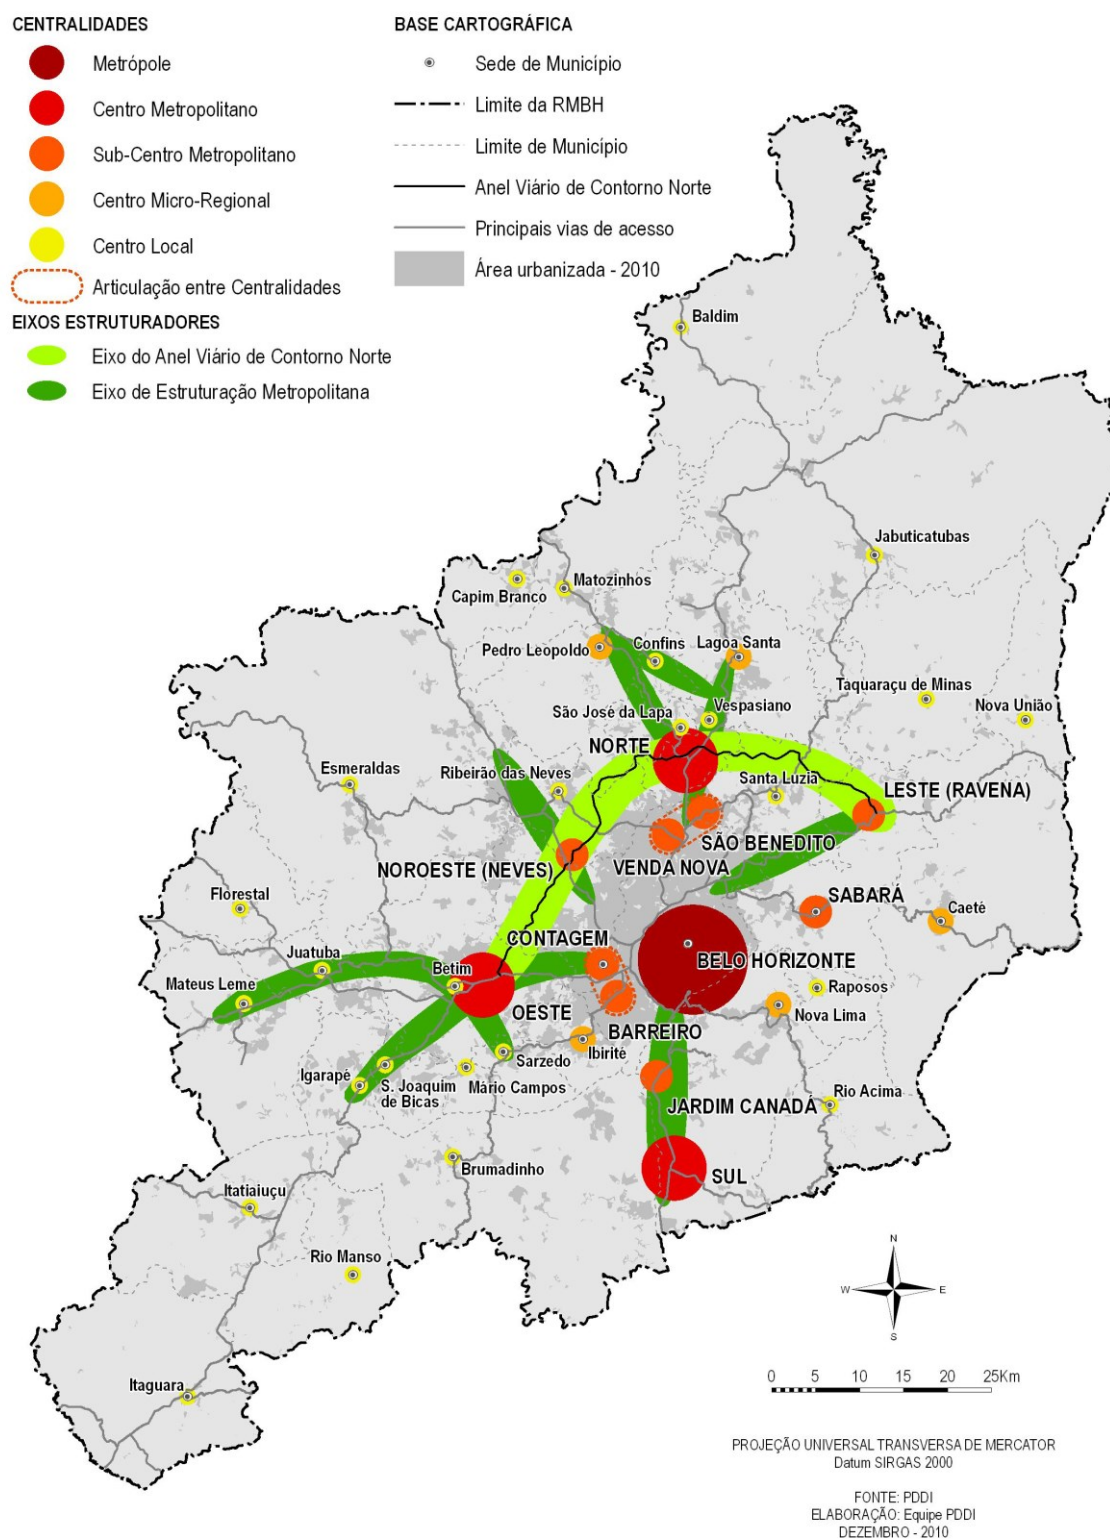 CENTRALIDADES
Metrópole
Centro Metropolitano
Sub-Centro Metropolitano
Centro Micro-Regional
Centro Local
Articulação entre Centralidades
EIXOS ESTRUTURADORES
Eixo do Anel Viário de Contorno Norte
Eixo de Estruturação Metropolitana
BASE CARTOGRÁFICA
Sede de Município
Limite da RMBH
Limite de Município
Anel Viário de Contorno Norte
Principais vias de acesso
Área urbanizada - 2010
Baldim
Jabuticatubas
Matozinhos
Capim Branco
Pedro Leopoldo
Confins
Lagoa Santa
Taquaraçu de Minas
Nova União
São José da Lapa
Vespasiano
NORTE
Esmeraldas
Ribeirão das Neves
Santa Luzia
LESTE (RAVENA)
SÃO BENEDITO
VENDA NOVA
NOROESTE (NEVES)
Florestal
SABARÁ
Caeté
CONTAGEM
BELO HORIZONTE
Juatuba
Betim
Mateus Leme
Raposos
OESTE
Nova Lima
BARREIRO
Ibirité
Sarzedo
Igarapé
S. Joaquim
de Bicas
Mário Campos
Rio Acima
JARDIM CANADÁ
Brumadinho
SUL
Itatiaiuçu
Rio Manso
Itaguara
N
W
E
S
0 5 10 15 20 25Km
PROJEÇÃO UNIVERSAL TRANSVERSA DE MERCATOR
Datum SIRGAS 2000
FONTE: PDDI
ELABORAÇÃO: Equipe PDDI
DEZEMBRO - 2010